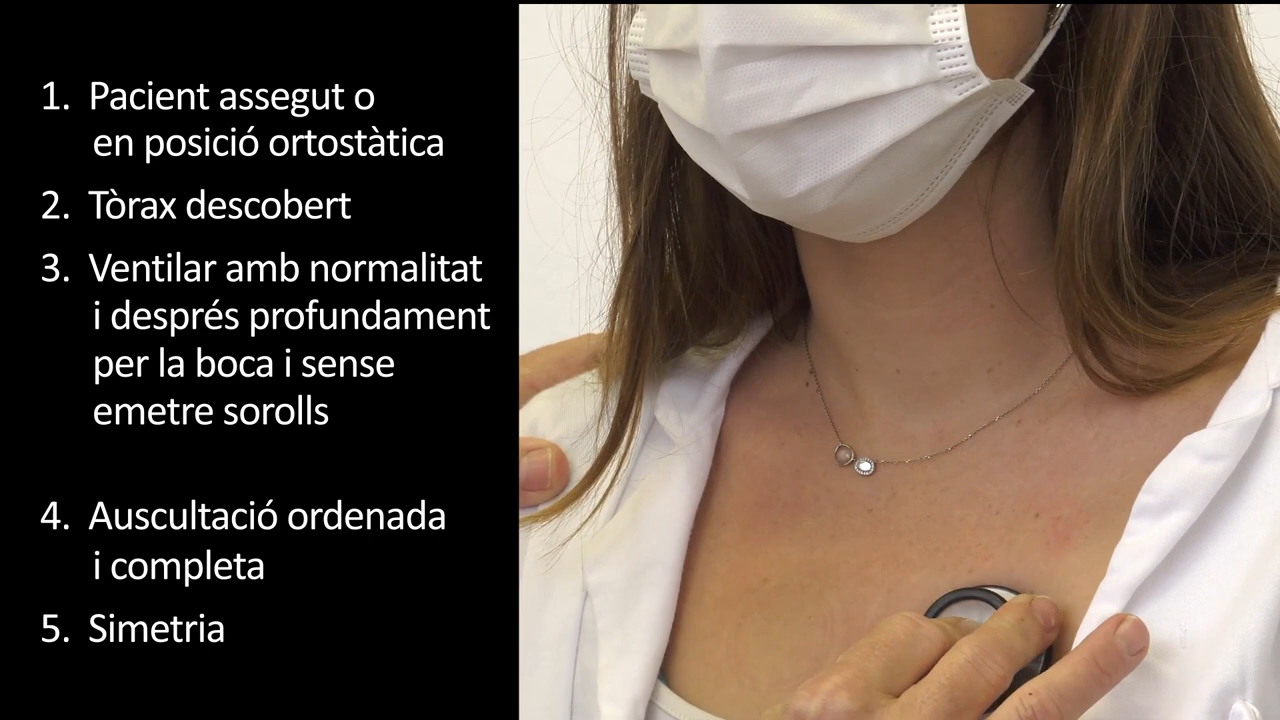 1. Pacient assegut o
en posició ortostàtica
2. Tòrax descobert
3. Ventilar amb normalitat
i després profundament
per la boca i sense
emetre sorolls
4. Auscultació ordenada
i completa
5. Simetria